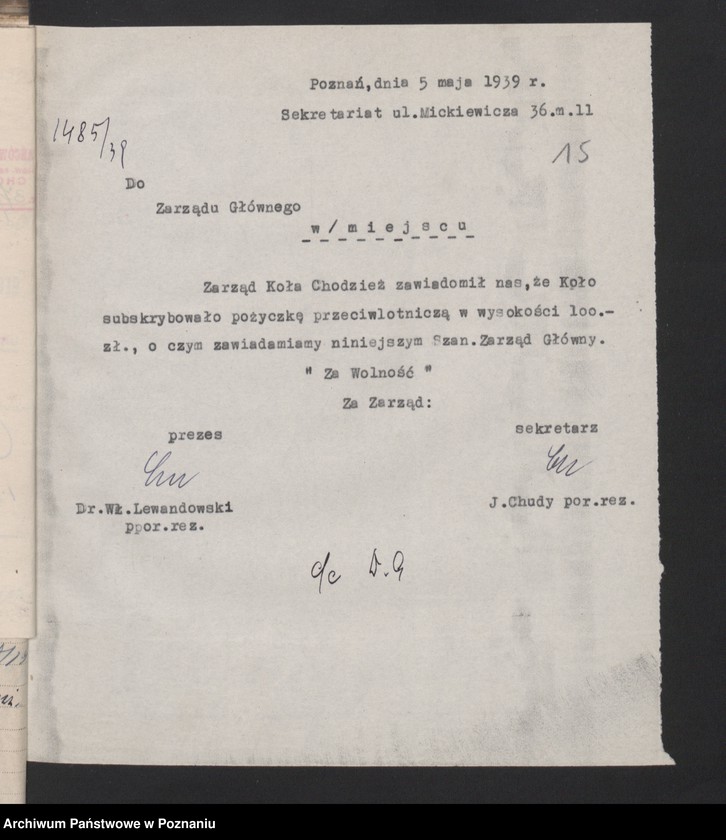 Poznań,dnia 5 maja 1939 r.
Sekretariat ul.Mickiewicza 36.m.11
1485/39
15
Do
Zarządu Głównego
w/miejscu
Zarząd Koła Chodzież zawiadomił nas,że Koło
subskrybowało pożyczkę przeciwlotniczą w wysokości loo.-
zł., o czym zawiadamiamy niniejszym Szan.Zarząd Główny.
" Za Wolność "
Za Zarząd:
prezes
sekretarz
Dr.Wł.Lewandowski
ppor.rez.
J.Chudy por.rez.
D.G
Archiwum Państwowe w Poznaniu